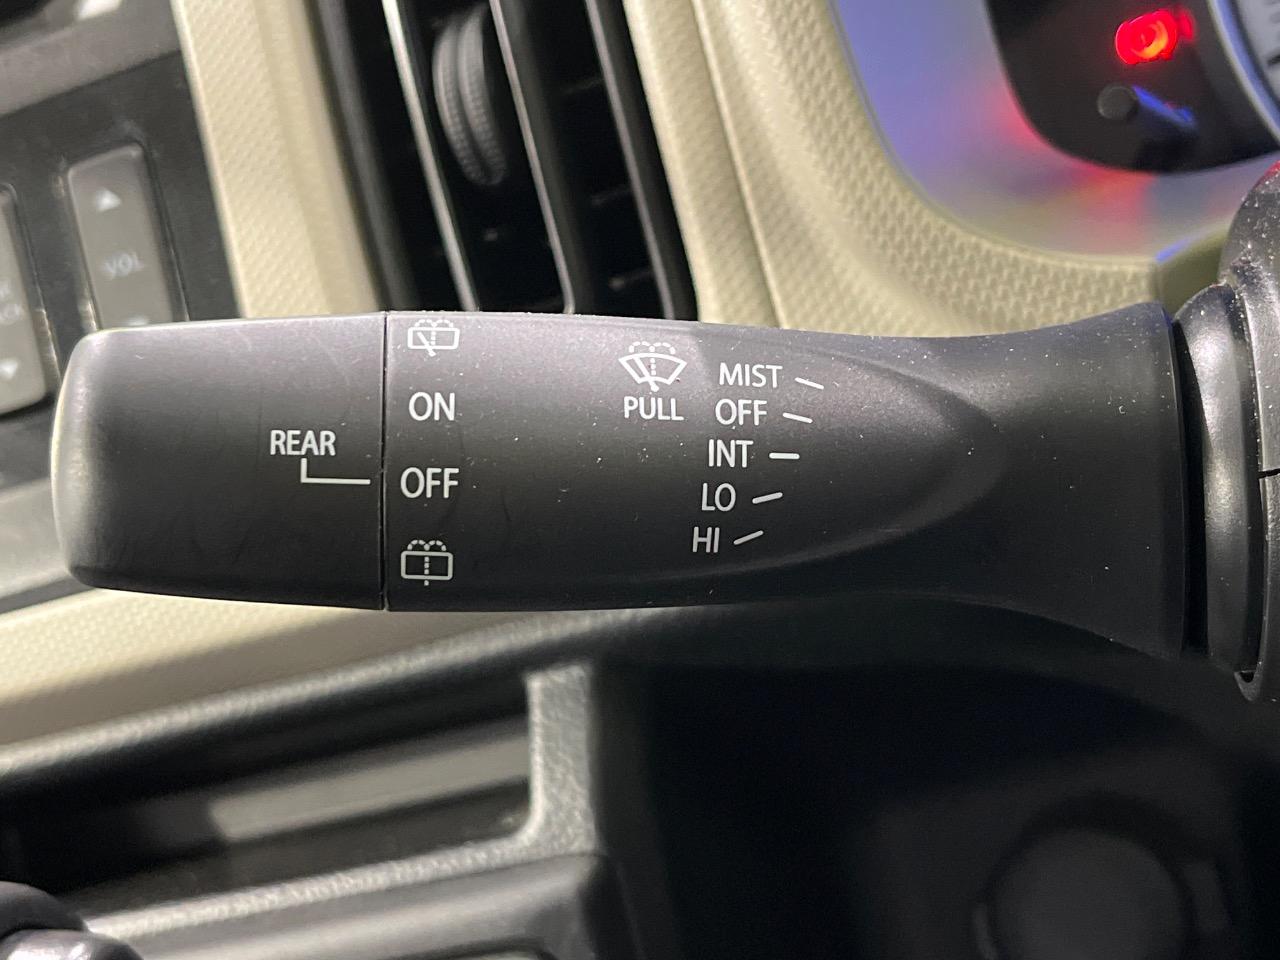 VOL
REAR
ON
OFF
PULL
MIST
OFF
INT
LO
HI